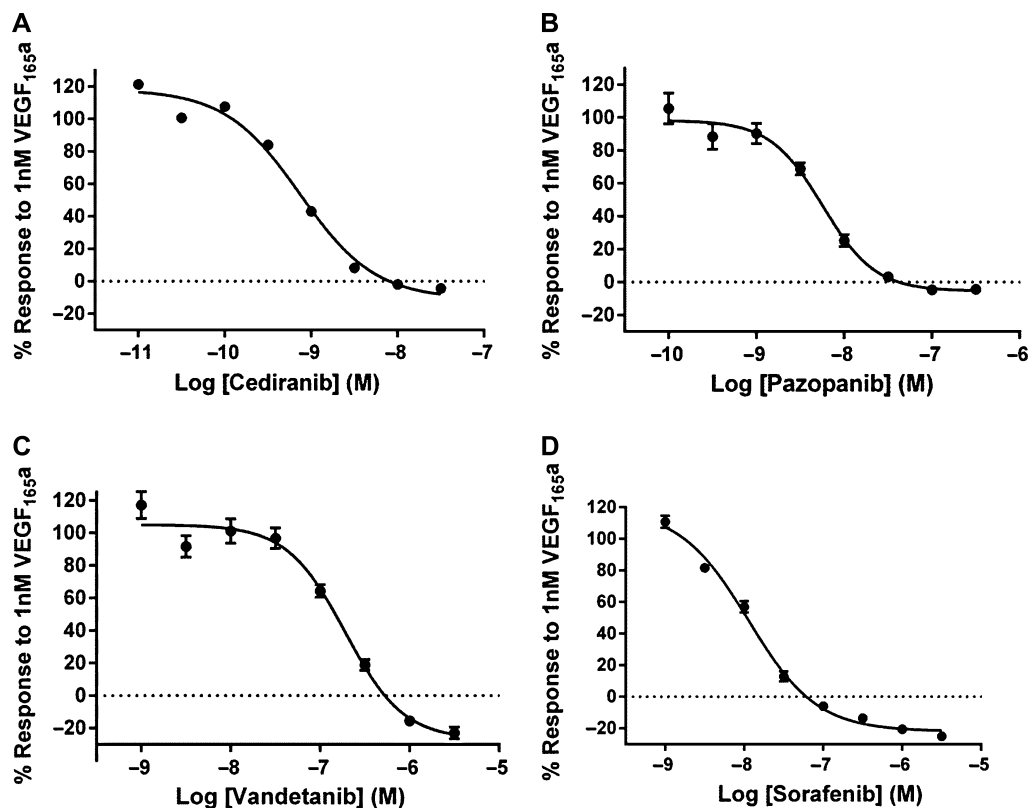 A
% Response to 1nM VEGF₁₆₅a
120
100
80
60
40
20
0
–20
–11 –10 –9 –8 –7
Log [Cediranib] (M)
B
% Response to 1nM VEGF₁₆₅a
120
100
80
60
40
20
0
–20
–10 –9 –8 –7 –6
Log [Pazopanib] (M)
C
% Response to 1nM VEGF₁₆₅a
120
100
80
60
40
20
0
–20
–9 –8 –7 –6 –5
Log [Vandetanib] (M)
D
% Response to 1nM VEGF₁₆₅a
120
100
80
60
40
20
0
–20
–9 –8 –7 –6 –5
Log [Sorafenib] (M)